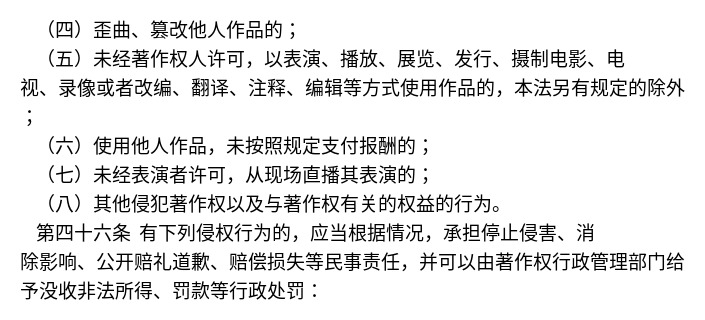 （四）歪曲、篡改他人作品的；
（五）未经著作权人许可，以表演、播放、展览、发行、摄制电影、电
视、录像或者改编、翻译、注释、编辑等方式使用作品的，本法另有规定的除外
；
（六）使用他人作品，未按照规定支付报酬的；
（七）未经表演者许可，从现场直播其表演的；
（八）其他侵犯著作权以及与著作权有关的权益的行为。
第四十六条 有下列侵权行为的，应当根据情况，承担停止侵害、消
除影响、公开赔礼道歉、赔偿损失等民事责任，并可以由著作权行政管理部门给
予没收非法所得、罚款等行政处罚：